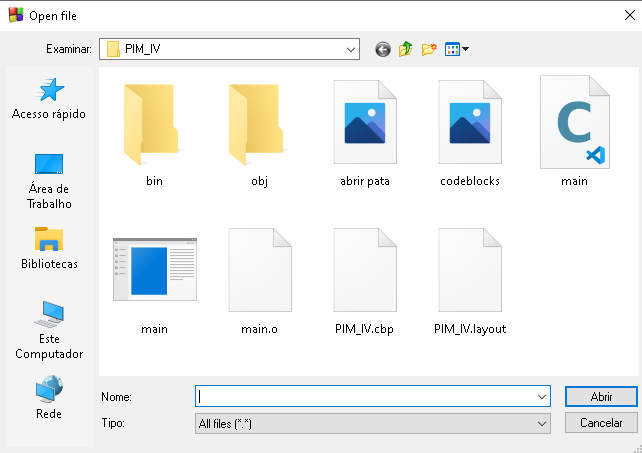 Open file
Examinar:
PIM_IV
Acesso rápido
Área de
Trabalho
Bibliotecas
Este
Computador
Rede
bin
obj
abrir pata
codeblocks
C
main
main
main.o
PIM_IV.cbp
PIM_IV.layout
Nome:
Abrir
Tipo:
All files (*.*)
Cancelar